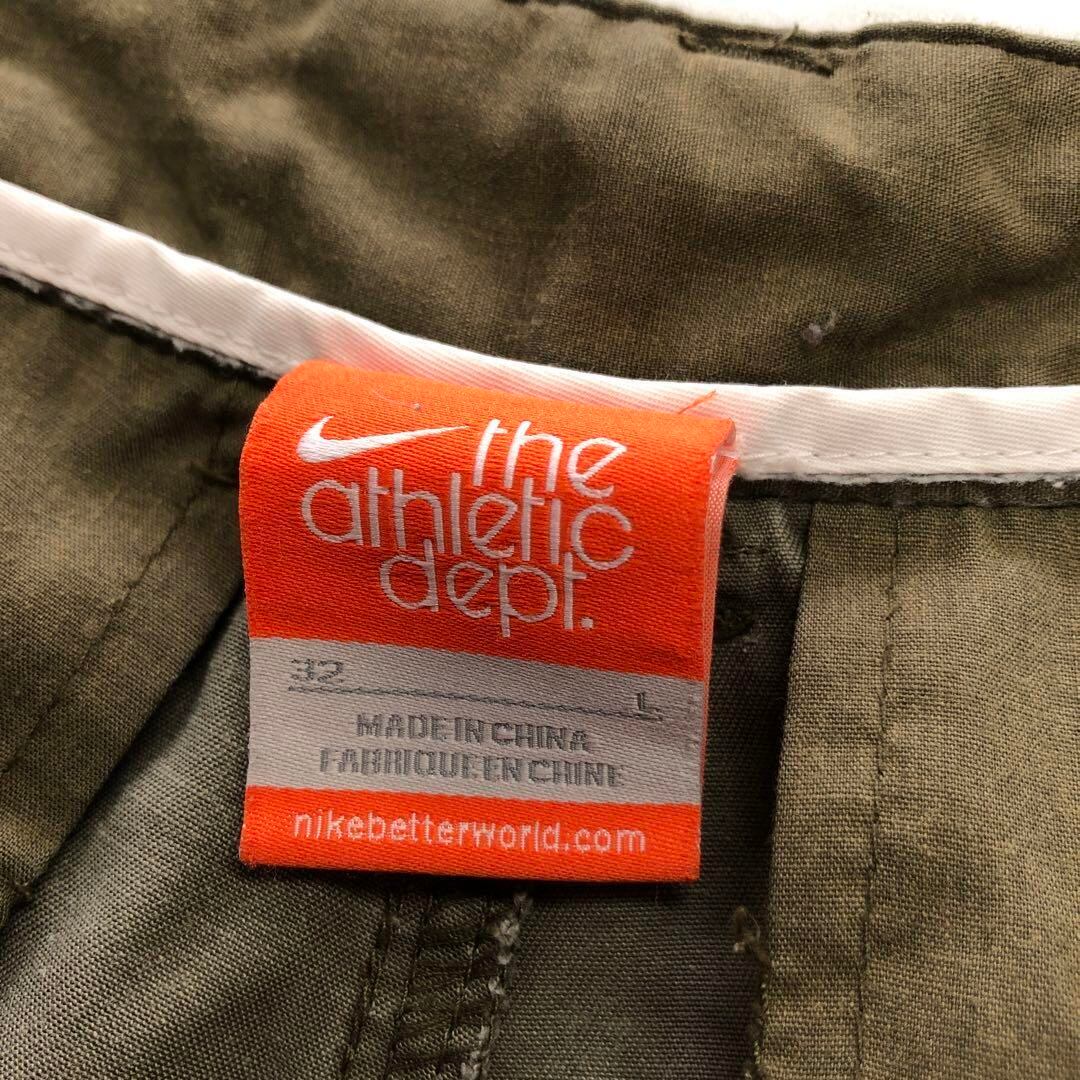 the
athletic
dept.
32
L
MADE IN CHINA
FABRIQUE EN CHINE
nikebetterworld.com